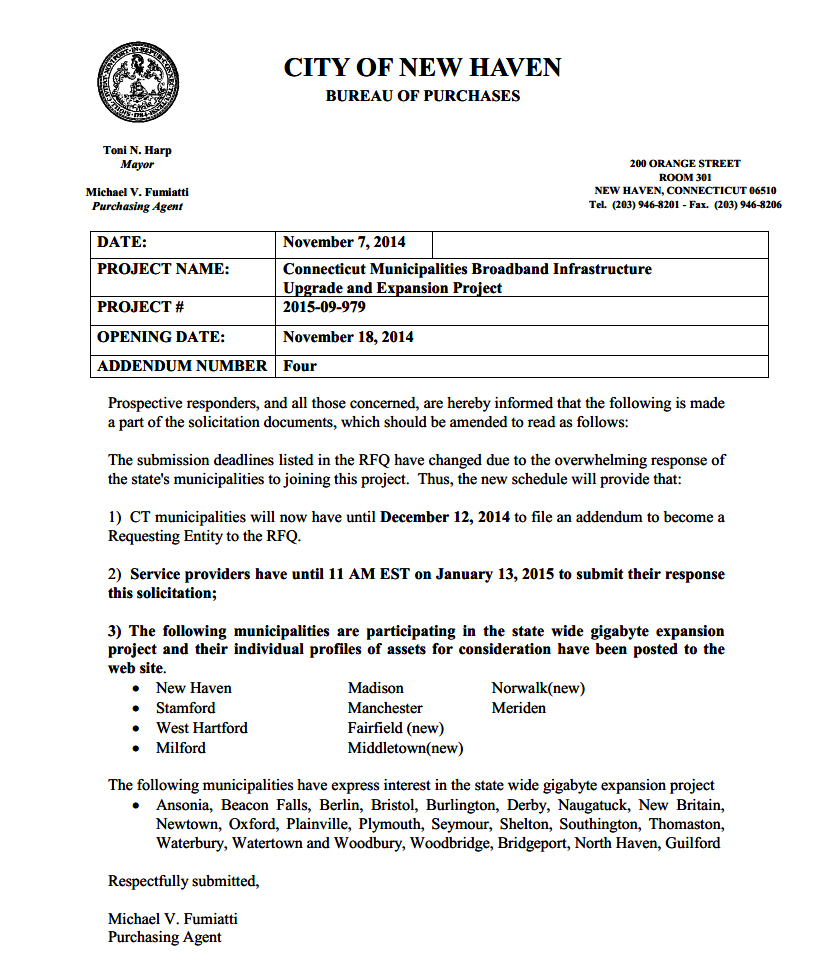 CITY OF NEW HAVEN
BUREAU OF PURCHASES
Toni N. Harp
Mayor
Michael V. Fumiatti
Purchasing Agent
200 ORANGE STREET
ROOM 301
NEW HAVEN, CONNECTICUT 06510
Tel. (203) 946-8201 - Fax. (203) 946-8206
DATE: November 7, 2014
PROJECT NAME: Connecticut Municipalities Broadband Infrastructure
Upgrade and Expansion Project
PROJECT # 2015-09-979
OPENING DATE: November 18, 2014
ADDENDUM NUMBER Four
Prospective responders, and all those concerned, are hereby informed that the following is made
a part of the solicitation documents, which should be amended to read as follows:
The submission deadlines listed in the RFQ have changed due to the overwhelming response of
the state's municipalities to joining this project. Thus, the new schedule will provide that:
1) CT municipalities will now have until December 12, 2014 to file an addendum to become a
Requesting Entity to the RFQ.
2) Service providers have until 11 AM EST on January 13, 2015 to submit their response
this solicitation;
3) The following municipalities are participating in the state wide gigabyte expansion
project and their individual profiles of assets for consideration have been posted to the
web site.
• New Haven Madison Norwalk(new)
• Stamford Manchester Meriden
• West Hartford Fairfield (new)
• Milford Middletown(new)
The following municipalities have express interest in the state wide gigabyte expansion project
• Ansonia, Beacon Falls, Berlin, Bristol, Burlington, Derby, Naugatuck, New Britain,
Newtown, Oxford, Plainville, Plymouth, Seymour, Shelton, Southington, Thomaston,
Waterbury, Watertown and Woodbury, Woodbridge, Bridgeport, North Haven, Guilford
Respectfully submitted,
Michael V. Fumiatti
Purchasing Agent